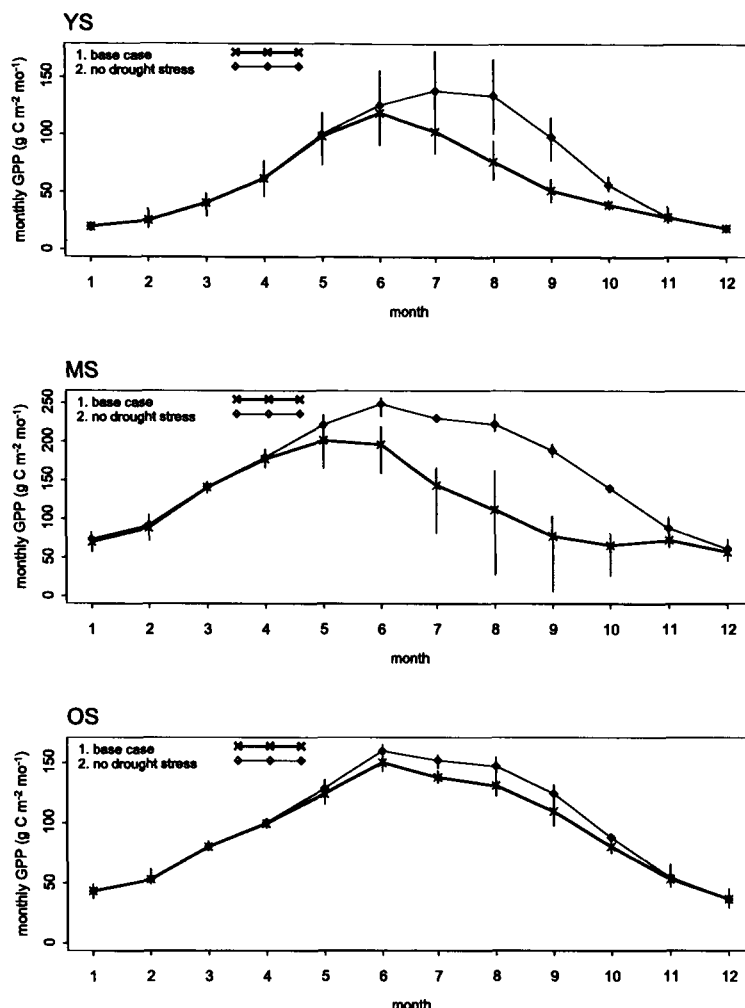 YS
1. base case
2. no drought stress
monthly GPP (g C m⁻² mo⁻¹)
150
100
50
0
1 2 3 4 5 6 7 8 9 10 11 12
month
MS
1. base case
2. no drought stress
monthly GPP (g C m⁻² mo⁻¹)
250
200
150
100
50
0
1 2 3 4 5 6 7 8 9 10 11 12
month
OS
1. base case
2. no drought stress
monthly GPP (g C m⁻² mo⁻¹)
150
100
50
0
1 2 3 4 5 6 7 8 9 10 11 12
month